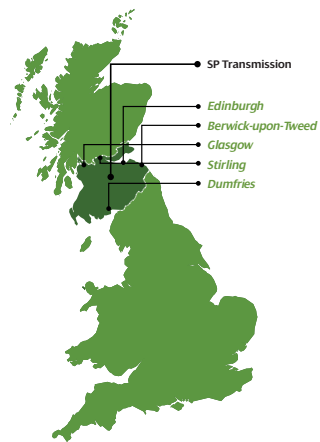 SP Transmission
Edinburgh
Berwick-upon-Tweed
Glasgow
Stirling
Dumfries